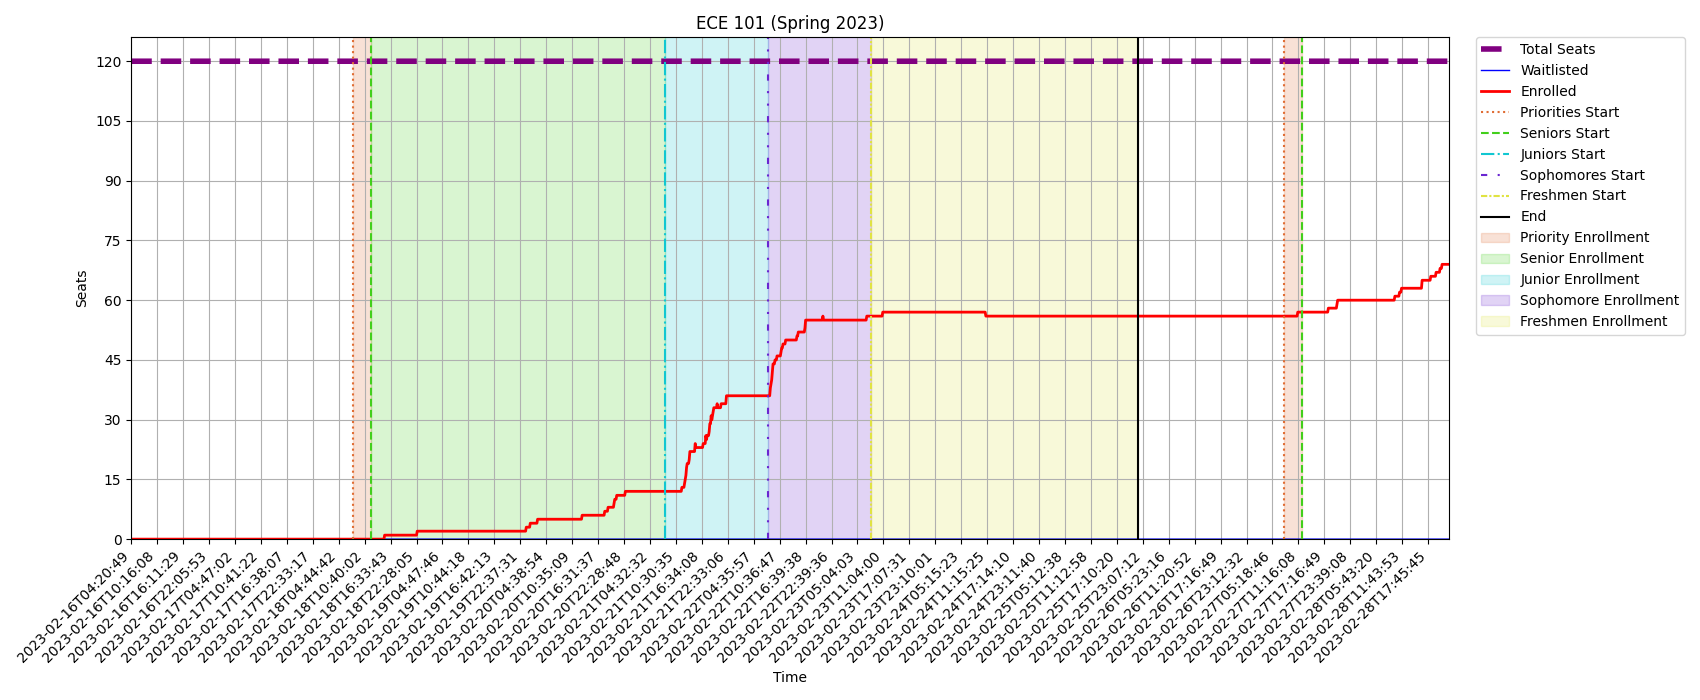 ECE 101 (Spring 2023)
120
105
90
75
60
45
30
15
0
Seats
2023-02-16T04:20:49
2023-02-16T10:16:08
2023-02-16T16:11:29
2023-02-16T22:05:53
2023-02-17T04:47:02
2023-02-17T10:41:22
2023-02-17T16:38:07
2023-02-17T22:33:17
2023-02-18T04:44:42
2023-02-18T10:40:02
2023-02-18T16:33:43
2023-02-18T22:28:05
2023-02-19T04:47:46
2023-02-19T10:44:18
2023-02-19T16:42:13
2023-02-19T22:37:31
2023-02-20T04:38:54
2023-02-20T10:35:09
2023-02-20T16:31:37
2023-02-20T22:28:48
2023-02-21T04:32:32
2023-02-21T10:30:35
2023-02-21T16:34:08
2023-02-21T22:33:06
2023-02-22T04:35:57
2023-02-22T10:36:47
2023-02-22T16:39:38
2023-02-22T22:39:36
2023-02-23T05:04:03
2023-02-23T11:04:00
2023-02-23T17:07:31
2023-02-23T23:10:01
2023-02-24T05:15:23
2023-02-24T11:15:25
2023-02-24T17:14:10
2023-02-24T23:11:40
2023-02-25T05:12:38
2023-02-25T11:12:58
2023-02-25T17:10:20
2023-02-25T23:07:12
2023-02-26T05:23:16
2023-02-26T11:20:52
2023-02-26T17:16:49
2023-02-26T23:12:32
2023-02-27T05:18:46
2023-02-27T11:16:08
2023-02-27T17:16:49
2023-02-27T23:39:08
2023-02-28T05:43:20
2023-02-28T11:43:53
2023-02-28T17:45:45
Time
Total Seats
Waitlisted
Enrolled
Priorities Start
Seniors Start
Juniors Start
Sophomores Start
Freshmen Start
End
Priority Enrollment
Senior Enrollment
Junior Enrollment
Sophomore Enrollment
Freshmen Enrollment